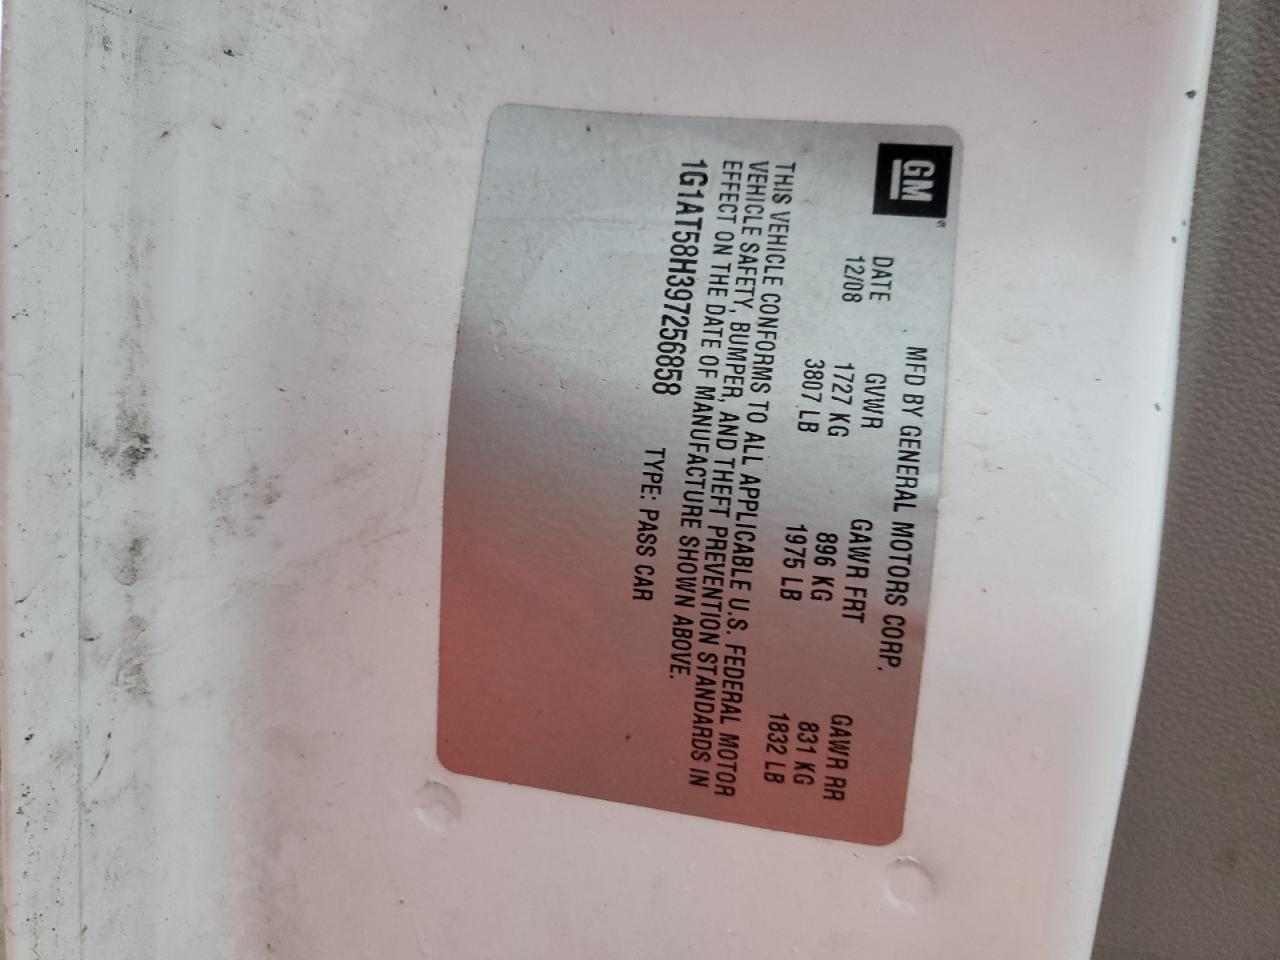 GM
MFD BY GENERAL MOTORS CORP.
DATE GVWR GAWR FRT GAWR RR
12/08 1727 KG 896 KG 831 KG
3807 LB 1975 LB 1832 LB
THIS VEHICLE CONFORMS TO ALL APPLICABLE U.S. FEDERAL MOTOR
VEHICLE SAFETY, BUMPER, AND THEFT PREVENTION STANDARDS IN
EFFECT ON THE DATE OF MANUFACTURE SHOWN ABOVE.
1G1AT58H397256858 TYPE: PASS CAR